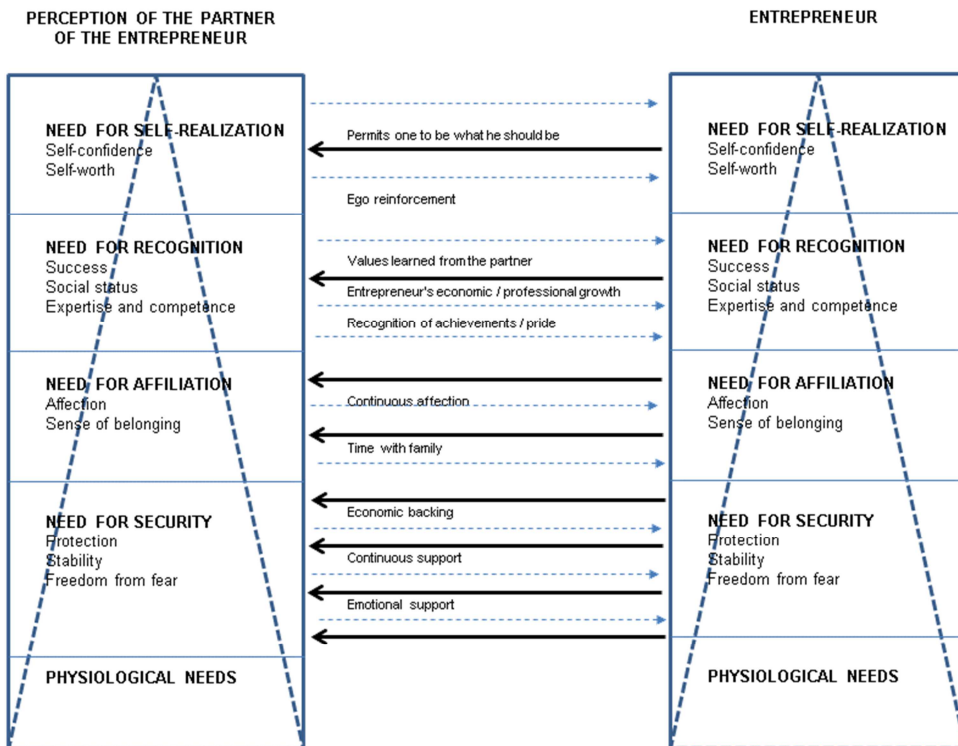 PERCEPTION OF THE PARTNER
OF THE ENTREPRENEUR
NEED FOR SELF-REALIZATION
Self-confidence
Self-worth
NEED FOR RECOGNITION
Success
Social status
Expertise and competence
NEED FOR AFFILIATION
Affection
Sense of belonging
NEED FOR SECURITY
Protection
Stability
Freedom from fear
PHYSIOLOGICAL NEEDS
Permits one to be what he should be
Ego reinforcement
Values learned from the partner
Entrepreneur's economic / professional growth
Recognition of achievements / pride
Continuous affection
Time with family
Economic backing
Continuous support
Emotional support
ENTREPRENEUR
NEED FOR SELF-REALIZATION
Self-confidence
Self-worth
NEED FOR RECOGNITION
Success
Social status
Expertise and competence
NEED FOR AFFILIATION
Affection
Sense of belonging
NEED FOR SECURITY
Protection
Stability
Freedom from fear
PHYSIOLOGICAL NEEDS